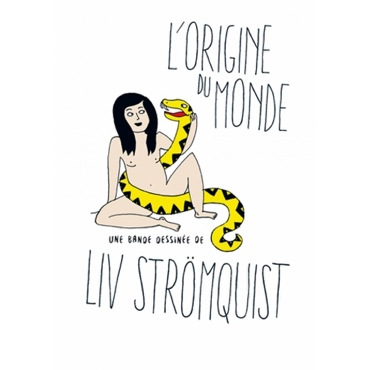 L'ORIGINE
DU MONDE
UNE BANDE DESSINÉE DE
LIV STRÖMQUIST